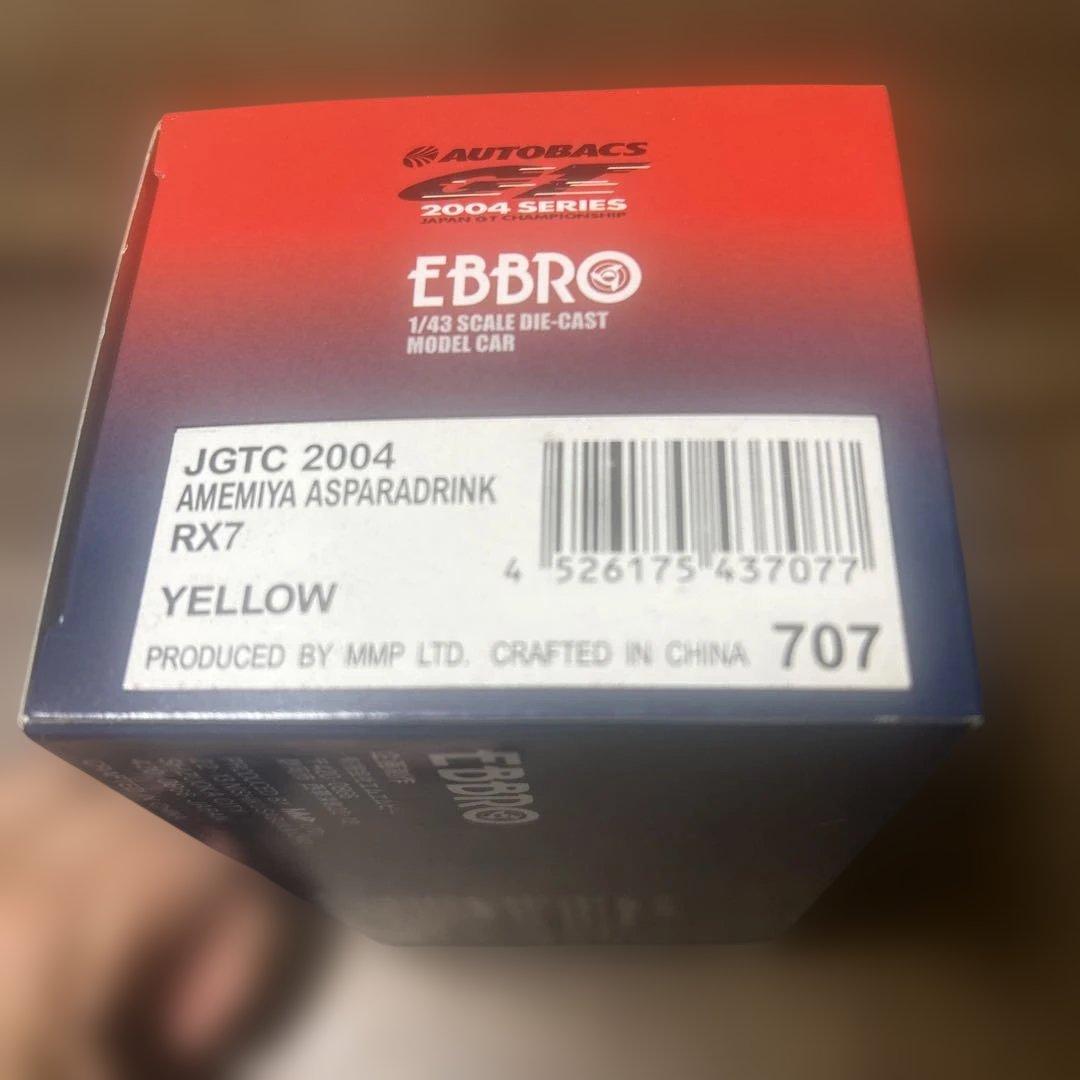 AUTOBACS
GT
2004 SERIES
JAPAN GT CHAMPIONSHIP
EBBRO
1/43 SCALE DIE-CAST
MODEL CAR
JGTC 2004
AMEMIYA ASPARADRINK
RX7
YELLOW
4 526175 437077
PRODUCED BY MMP LTD. CRAFTED IN CHINA 707
EBBRO